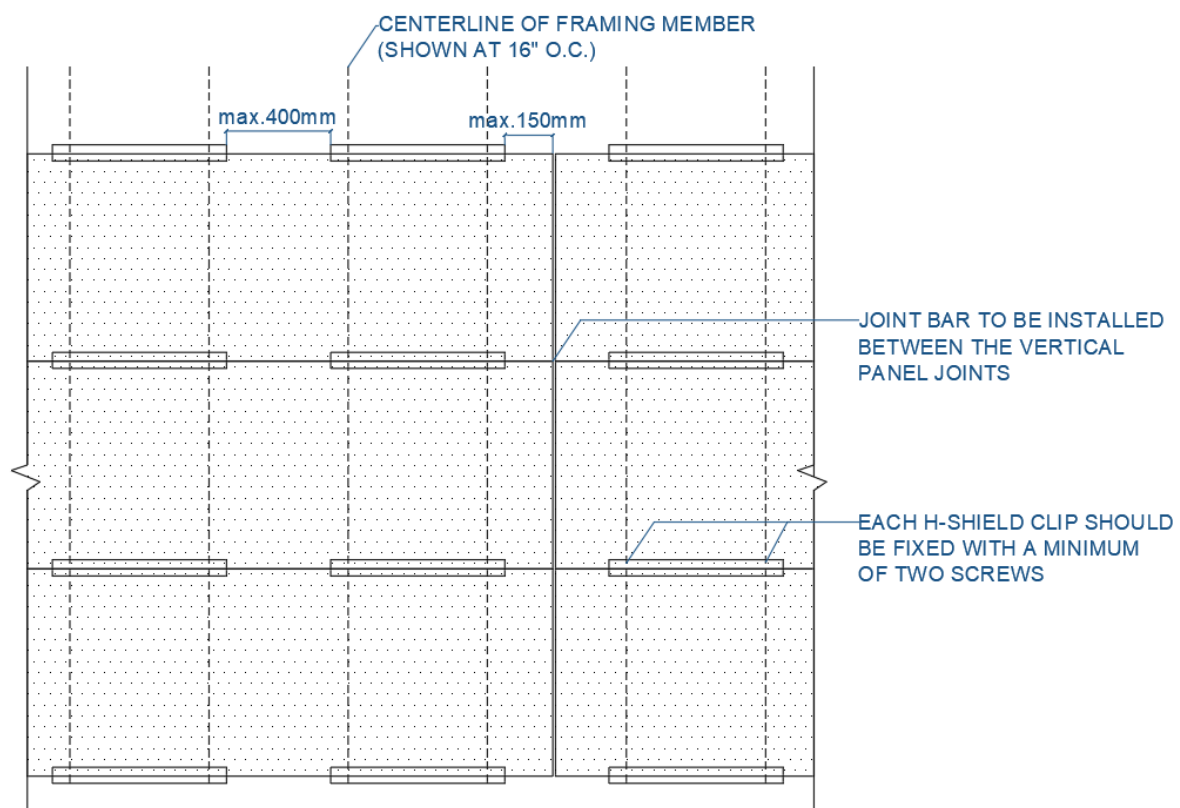 CENTERLINE OF FRAMING MEMBER
(SHOWN AT 16" O.C.)
max.400mm
max.150mm
JOINT BAR TO BE INSTALLED
BETWEEN THE VERTICAL
PANEL JOINTS
EACH H-SHIELD CLIP SHOULD
BE FIXED WITH A MINIMUM
OF TWO SCREWS